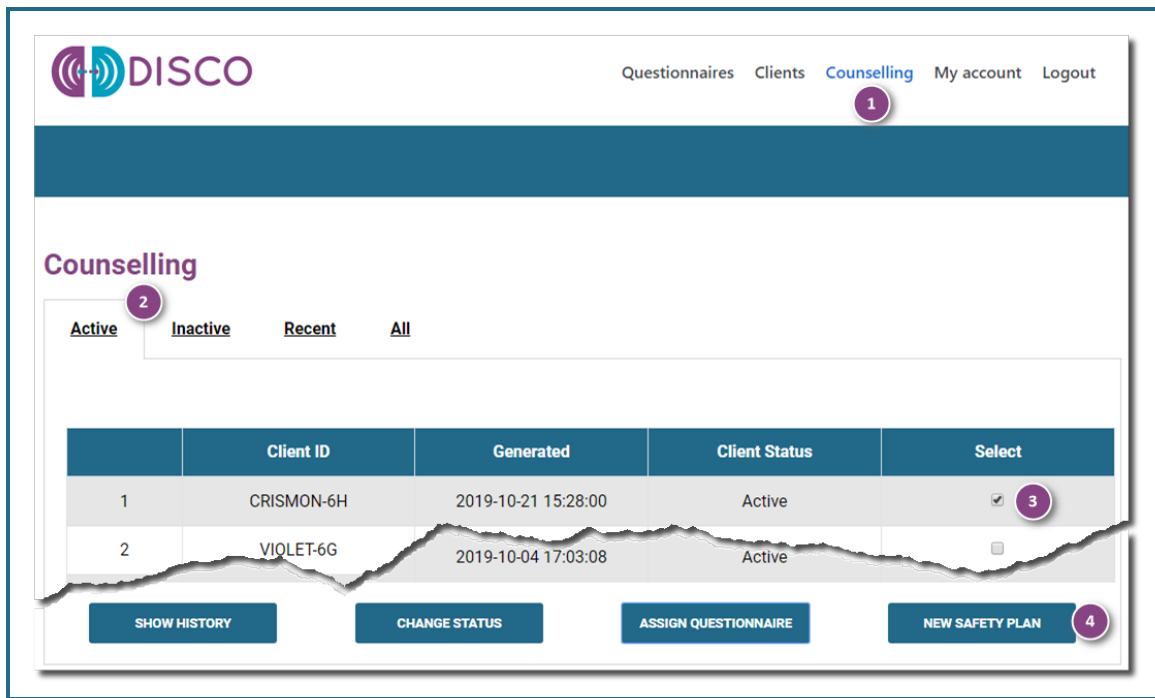 DISCO
Questionnaires Clients Counselling My account Logout
1
Counselling
2
Active Inactive Recent All
Client ID Generated Client Status Select
1 CRISMON-6H 2019-10-21 15:28:00 Active 3
2 VIOLET-6G 2019-10-04 17:03:08 Active
SHOW HISTORY CHANGE STATUS ASSIGN QUESTIONNAIRE NEW SAFETY PLAN 4